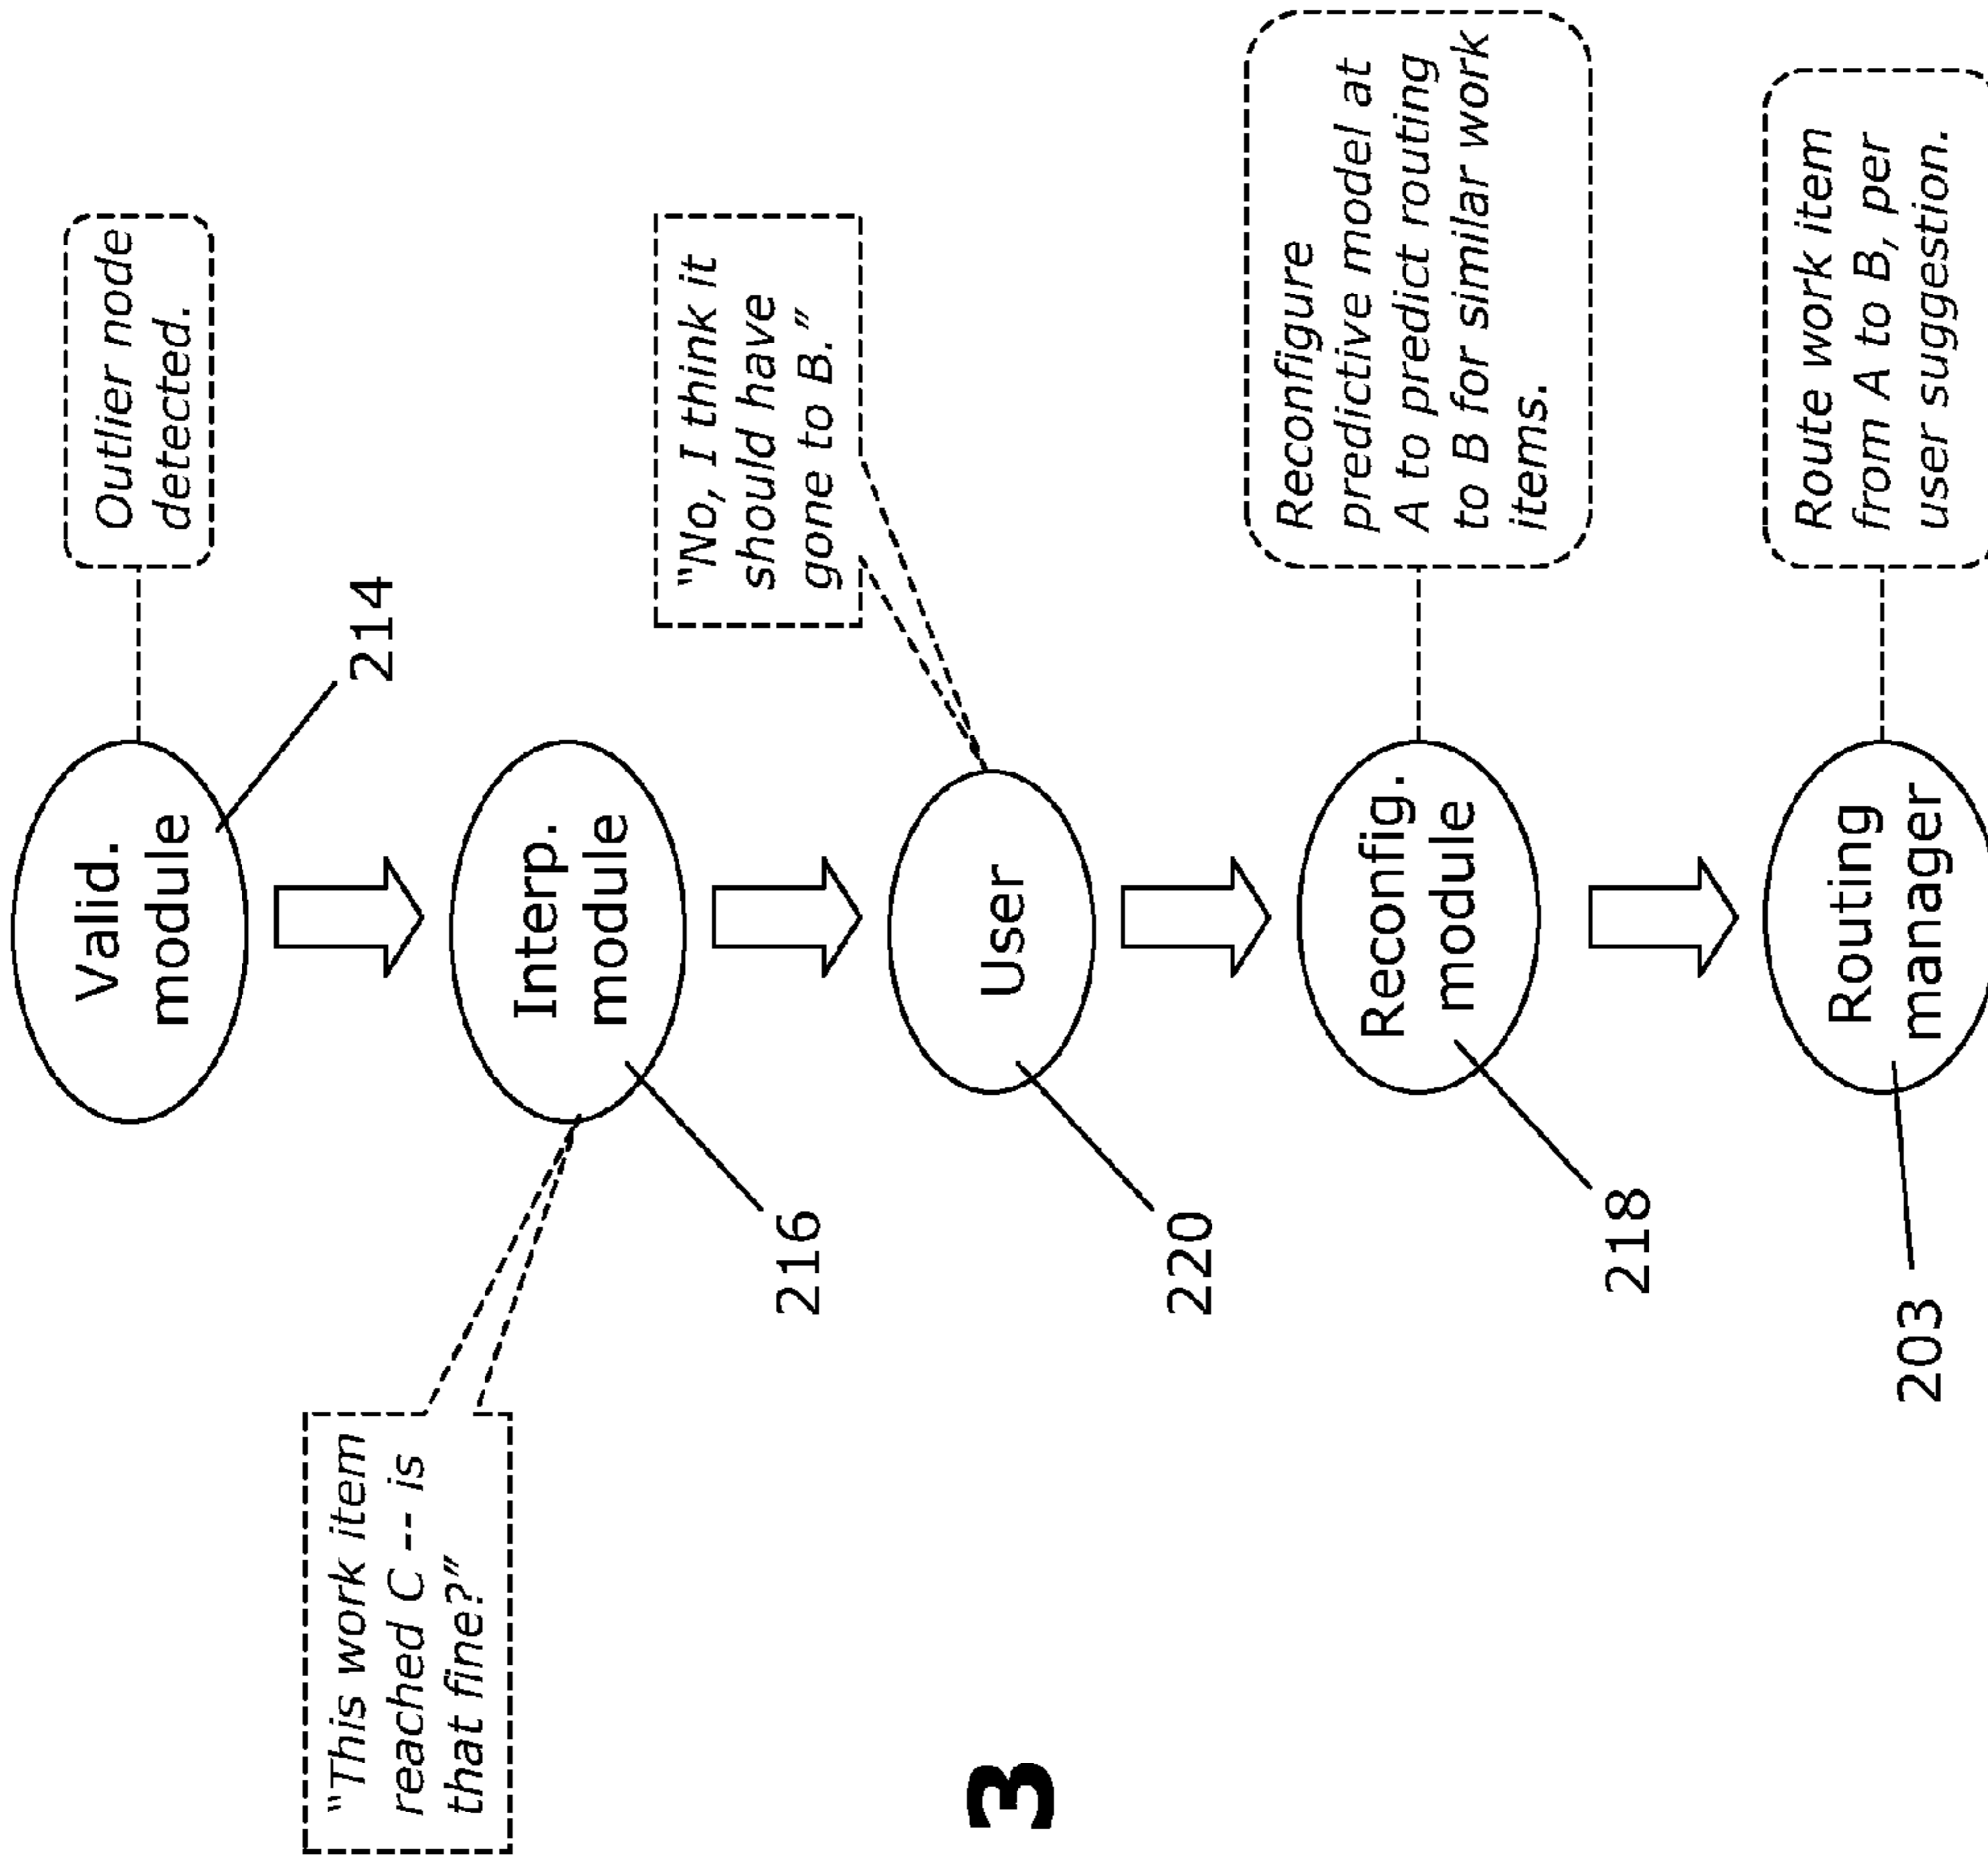 Valid.
module
Outlier node
detected.
214
"This work item
reached C -- is
that fine?"
Interp.
module
216
"No, I think it
should have
gone to B."
User
220
Reconfig.
module
218
Reconfigure
predictive model at
A to predict routing
to B for similar work
items.
Routing
manager
203
Route work item
from A to B, per
user suggestion.
3